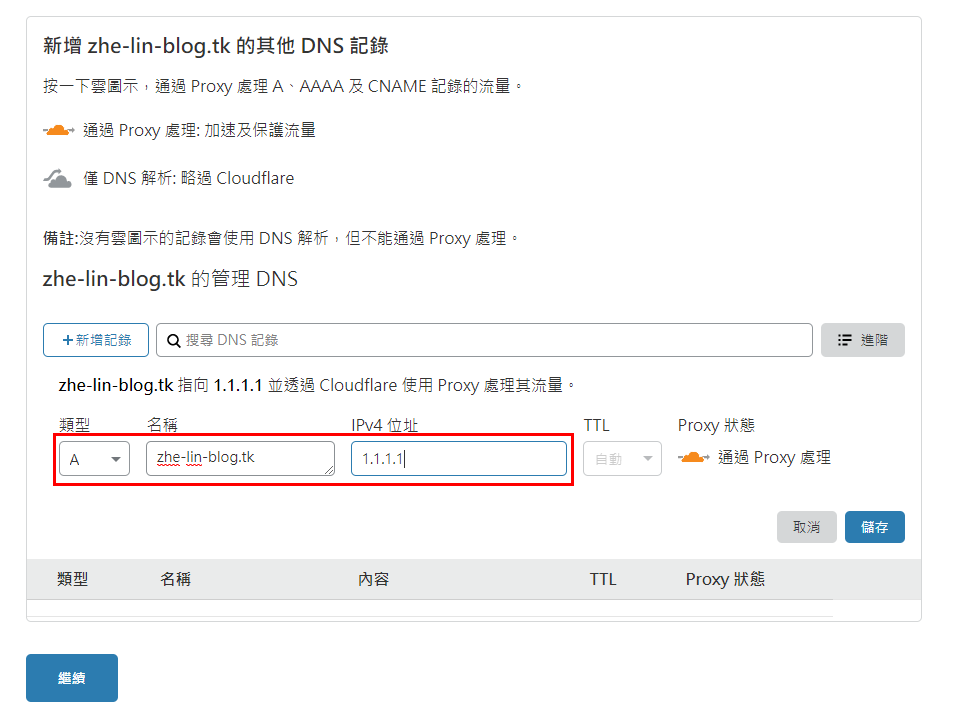 新增 zhe-lin-blog.tk 的其他 DNS 記錄
按一下雲圖示，通過 Proxy 處理 A、AAAA 及 CNAME 記錄的流量。
通過 Proxy 處理: 加速及保護流量
僅 DNS 解析: 略過 Cloudflare
備註:沒有雲圖示的記錄會使用 DNS 解析，但不能通過 Proxy 處理。
zhe-lin-blog.tk 的管理 DNS
+新增記錄 搜尋 DNS 記錄 進階
zhe-lin-blog.tk 指向 1.1.1.1 並透過 Cloudflare 使用 Proxy 處理其流量。
類型 名稱 IPv4 位址 TTL Proxy 狀態
A zhe-lin-blog.tk 1.1.1.1 自動 通過 Proxy 處理
取消 儲存
類型 名稱 內容 TTL Proxy 狀態
繼續